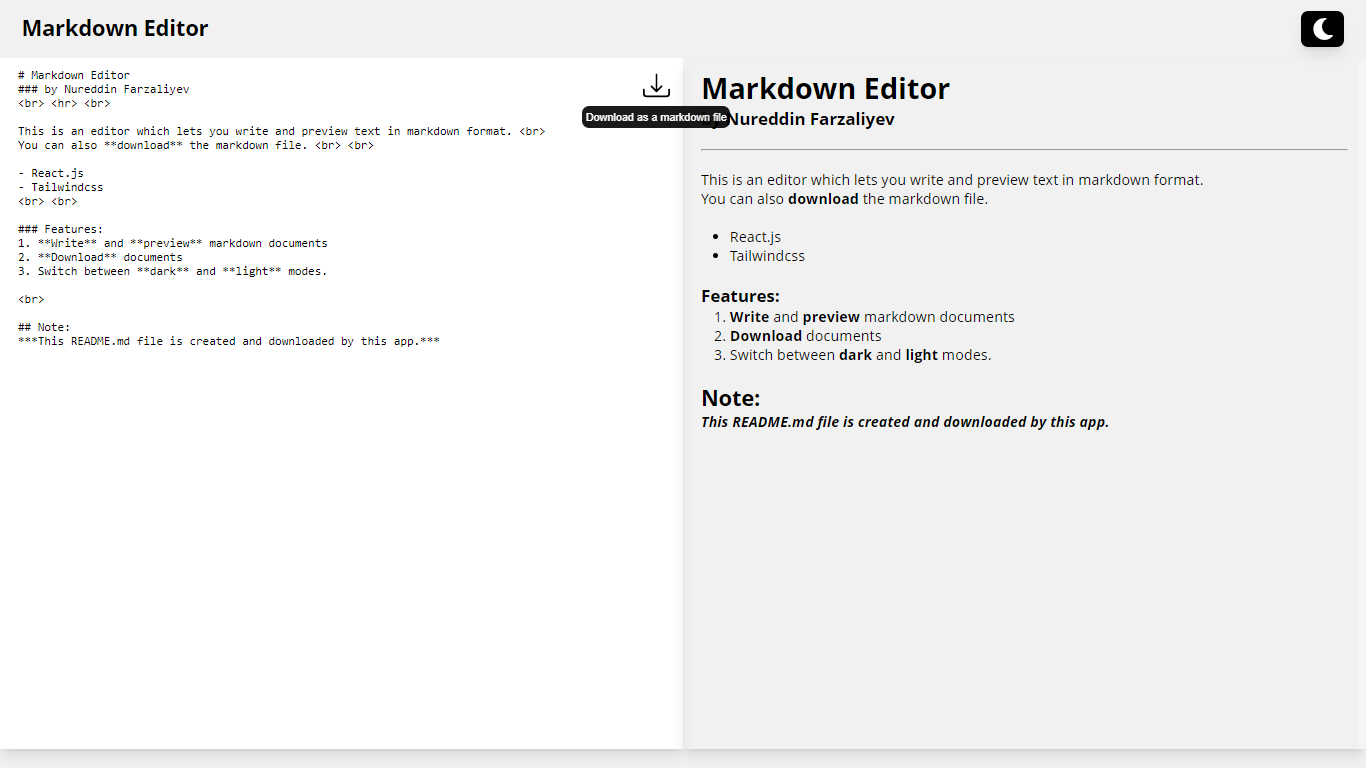 Markdown Editor
# Markdown Editor
### by Nureddin Farzaliyev
<br> <hr> <br>
This is an editor which lets you write and preview text in markdown format. <br>
You can also **download** the markdown file. <br> <br>
- React.js
- Tailwindcss
<br> <br>
### Features:
1. **Write** and **preview** markdown documents
2. **Download** documents
3. Switch between **dark** and **light** modes.
<br>
## Note:
***This README.md file is created and downloaded by this app.***
Download as a markdown file
Markdown Editor
by Nureddin Farzaliyev
This is an editor which lets you write and preview text in markdown format.
You can also download the markdown file.
• React.js
• Tailwindcss
Features:
1. Write and preview markdown documents
2. Download documents
3. Switch between dark and light modes.
Note:
This README.md file is created and downloaded by this app.